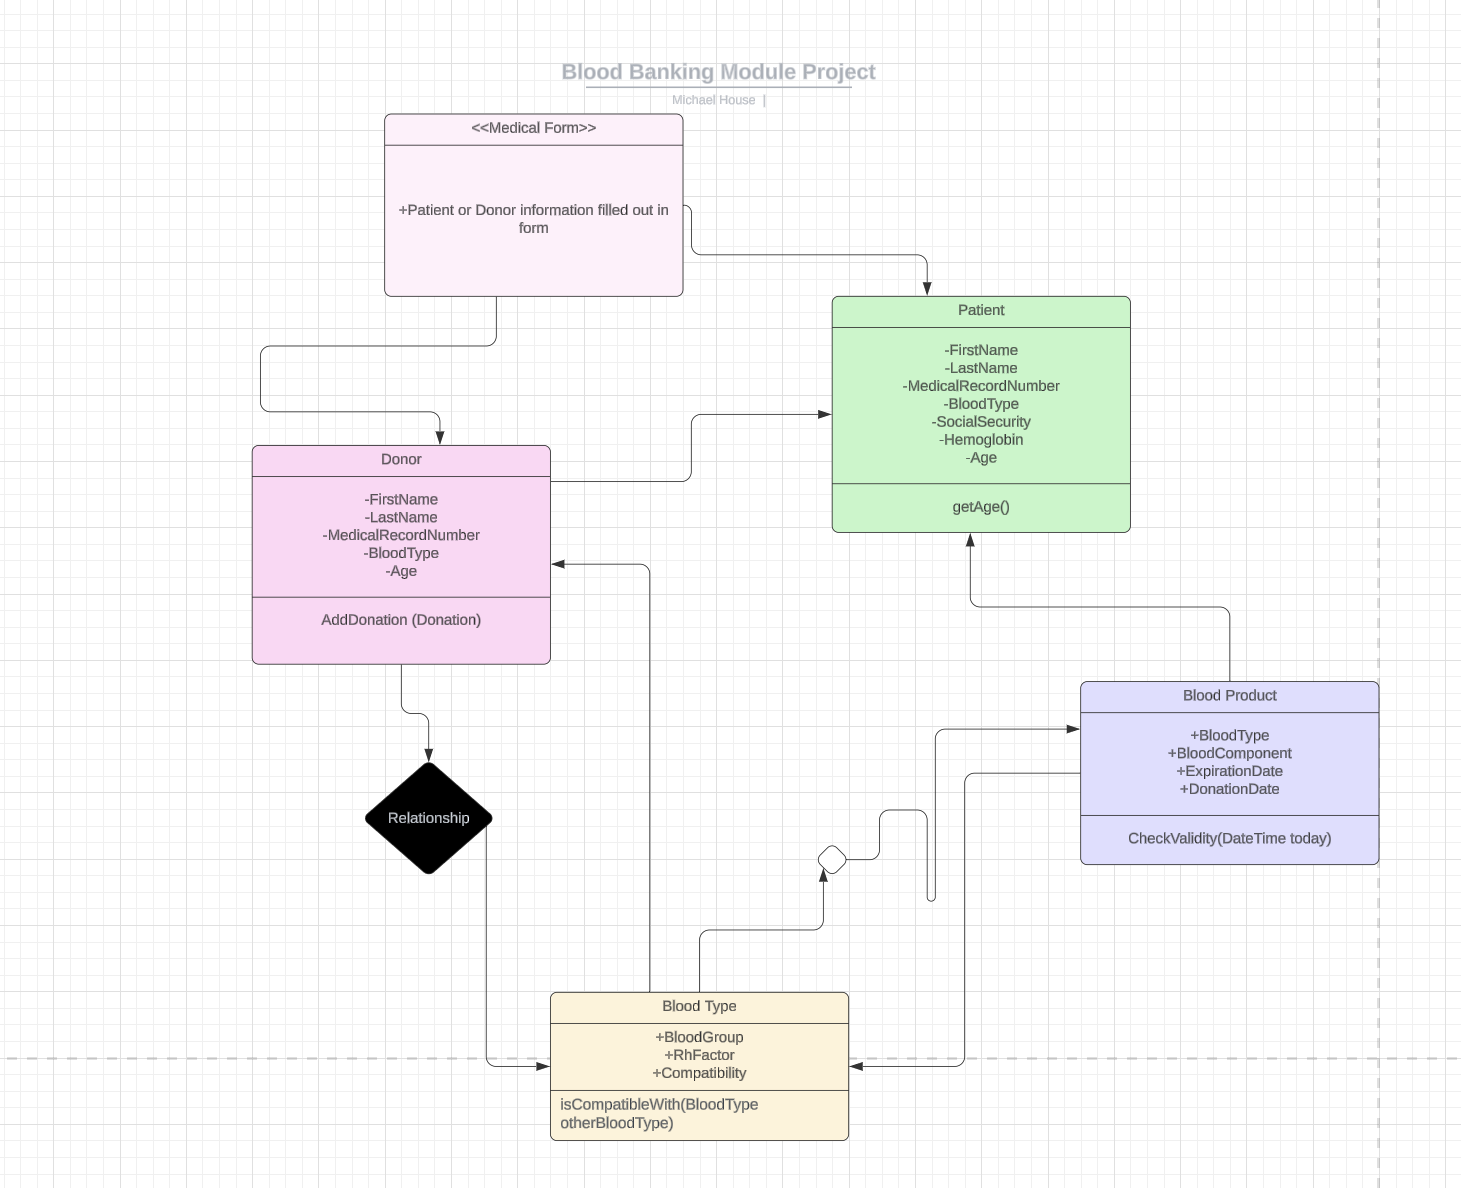 Blood Banking Module Project
Michael House |
<<Medical Form>>
+Patient or Donor information filled out in
form
Patient
-FirstName
-LastName
-MedicalRecordNumber
-BloodType
-SocialSecurity
-Hemoglobin
-Age
getAge()
Donor
-FirstName
-LastName
-MedicalRecordNumber
-BloodType
-Age
AddDonation (Donation)
Relationship
Blood Product
+BloodType
+BloodComponent
+ExpirationDate
+DonationDate
CheckValidity(DateTime today)
Blood Type
+BloodGroup
+RhFactor
+Compatibility
isCompatibleWith(BloodType
otherBloodType)